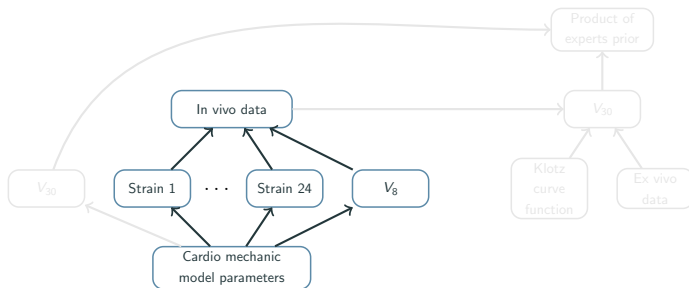 Product of
experts prior
In vivo data
V₃₀
Klotz
curve
function
Ex vivo
data
V₃₀
Strain 1
...
Strain 24
V₈
Cardio mechanic
model parameters